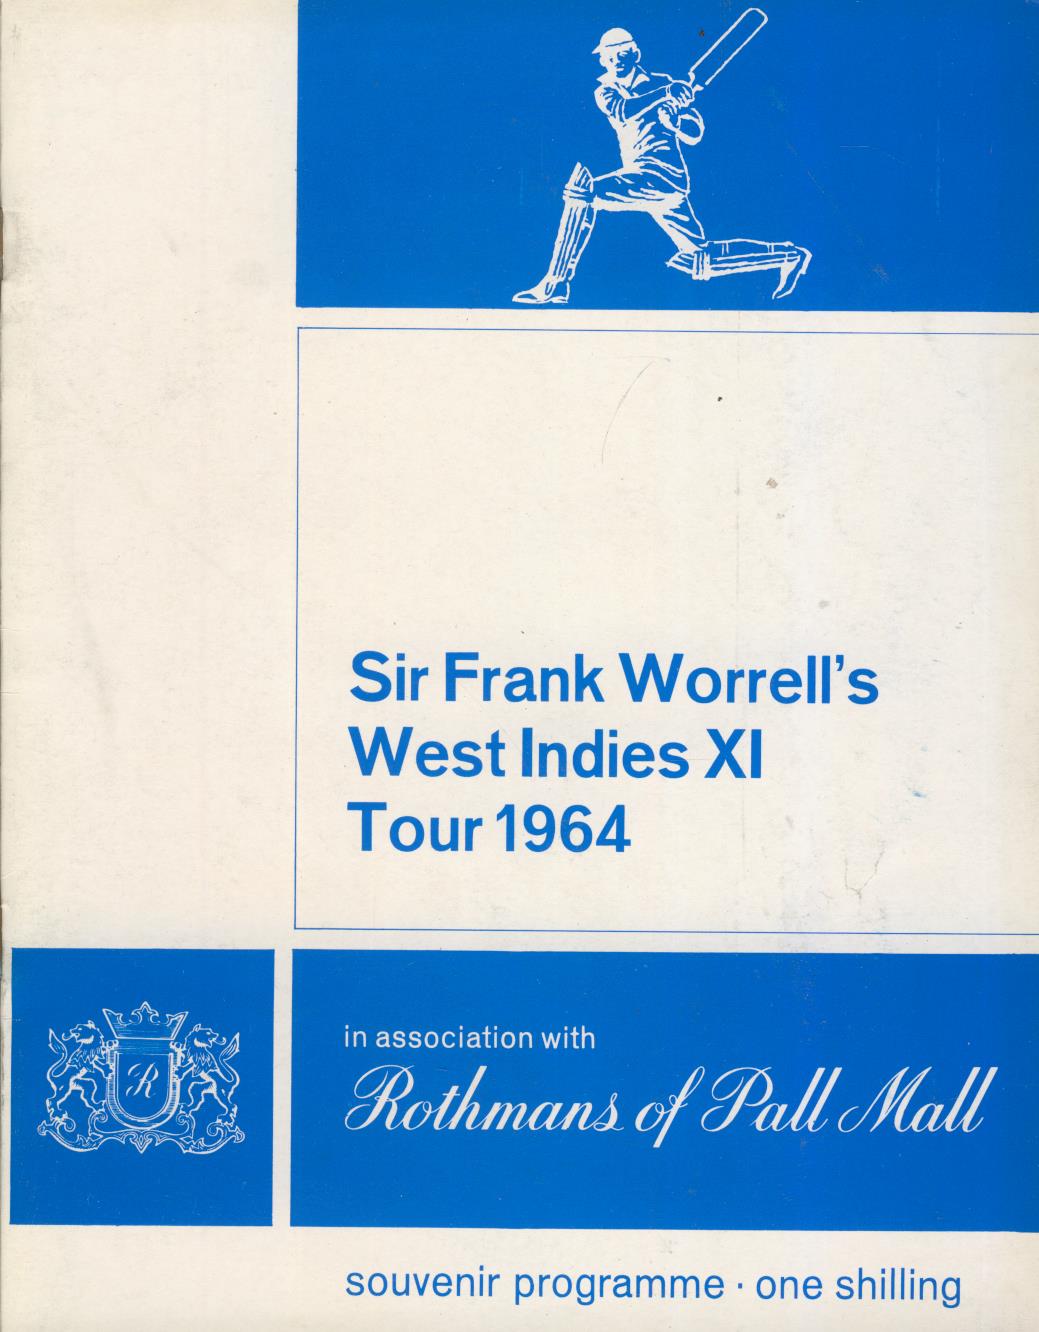 Sir Frank Worrell's
West Indies XI
Tour 1964
R
in association with
Rothmans of Pall Mall
souvenir programme · one shilling